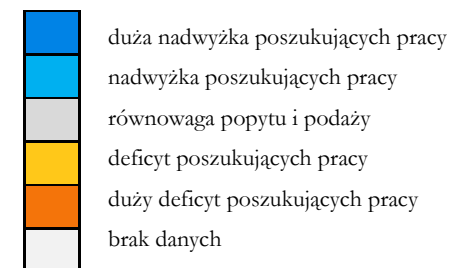 duża nadwyżka poszukujących pracy
nadwyżka poszukujących pracy
równowaga popytu i podaży
deficyt poszukujących pracy
duży deficyt poszukujących pracy
brak danych